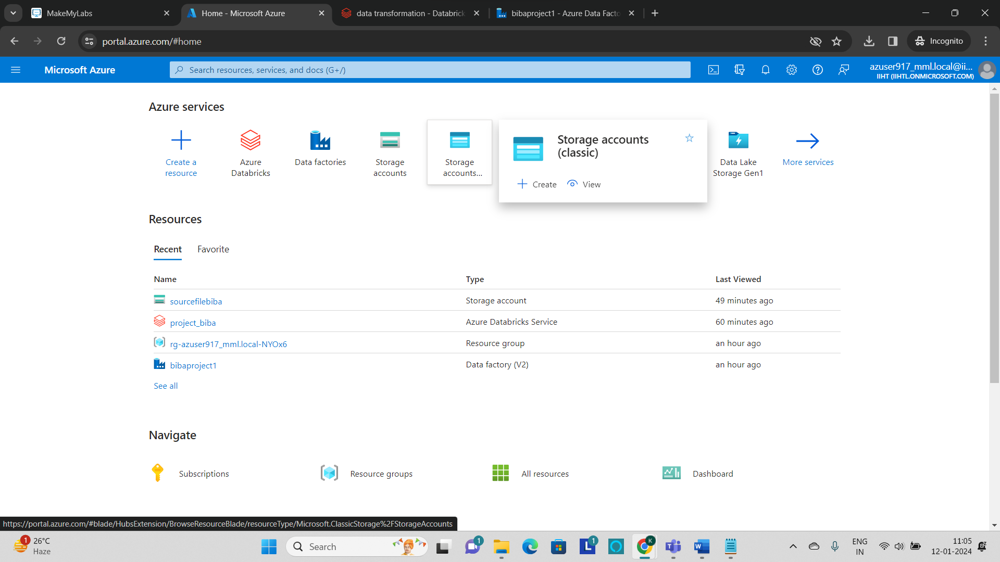 MakeMyLabs
Home - Microsoft Azure
data transformation - Databrick
bibaproject1 - Azure Data Facto
portal.azure.com/#home
Incognito
Microsoft Azure
Search resources, services, and docs (G+/)
azuser917_mml.local@ii...
IIHT (IIHTL.ONMICROSOFT.COM)
Azure services
Create a
resource
Azure
Databricks
Data factories
Storage
accounts
Storage
accounts...
Storage accounts
(classic)
Create
View
Data Lake
Storage Gen1
More services
Resources
Recent
Favorite
Name
Type
Last Viewed
sourcefilebiba
Storage account
49 minutes ago
project_biba
Azure Databricks Service
60 minutes ago
rg-azuser917_mml.local-NYOx6
Resource group
an hour ago
bibaproject1
Data factory (V2)
an hour ago
See all
Navigate
Subscriptions
Resource groups
All resources
Dashboard
https://portal.azure.com/#blade/HubsExtension/BrowseResourceBlade/resourceType/Microsoft.ClassicStorage%2FStorageAccounts
1
26°C
Haze
Search
1
L
1
K
W
ENG
IN
11:05
12-01-2024